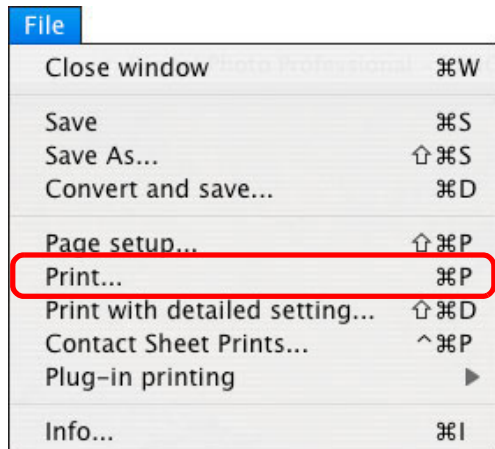 File
Close window ⌘W
Save ⌘S
Save As... ⇧⌘S
Convert and save... ⌘D
Page setup... ⇧⌘P
Print... ⌘P
Print with detailed setting... ⇧⌘D
Contact Sheet Prints... ^⌘P
Plug-in printing ▶
Info... ⌘I